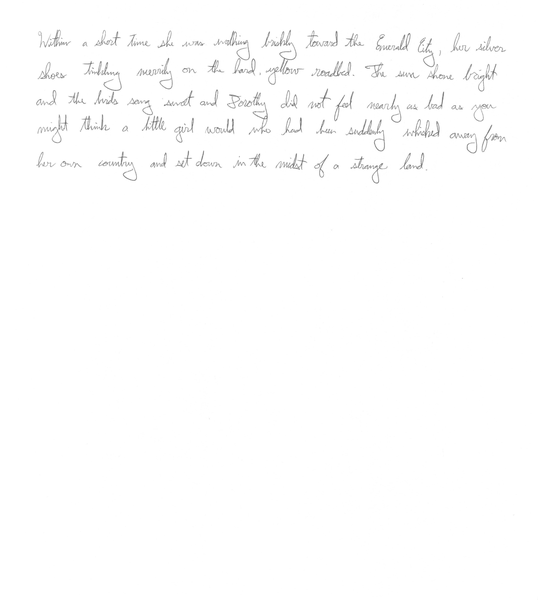 Within a short time she was walking briskly toward the Emerald City, her silver
shoes tinkling merrily on the hard, yellow roadbed. The sun shone bright
and the birds sang sweet and Dorothy did not feel nearly as bad as you
might think a little girl would who had been suddenly whisked away from
her own country and set down in the midst of a strange land.